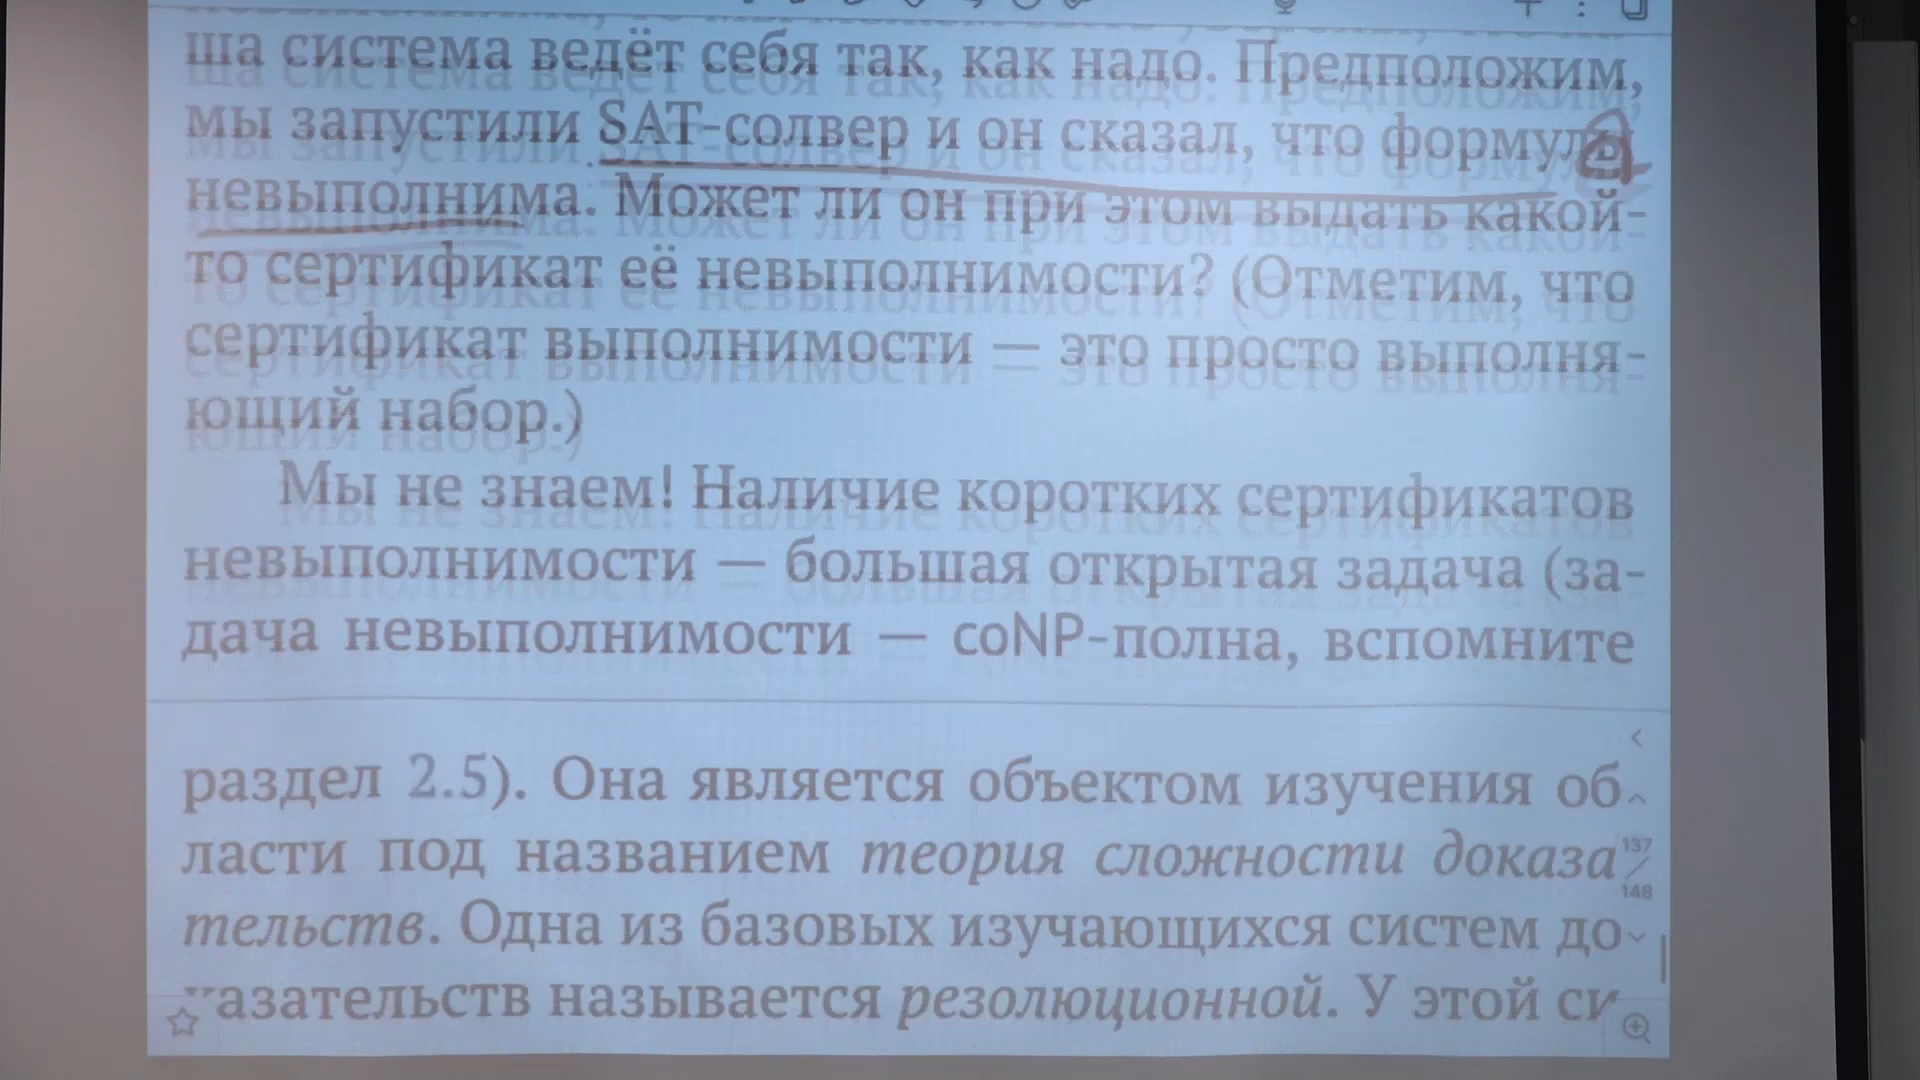 ша система ведёт себя так, как надо. Предположим,
мы запустили SAT-солвер и он сказал, что формула
невыполнима. Может ли он при этом выдать какой-
то сертификат её невыполнимости? (Отметим, что
сертификат выполнимости — это просто выполня-
ющий набор.)
Мы не знаем! Наличие коротких сертификатов
невыполнимости — большая открытая задача (за-
дача невыполнимости — coNP-полна, вспомните
раздел 2.5). Она является объектом изучения об
ласти под названием теория сложности доказа
тельств. Одна из базовых изучающихся систем до
казательств называется резолюционной. У этой си
137
148